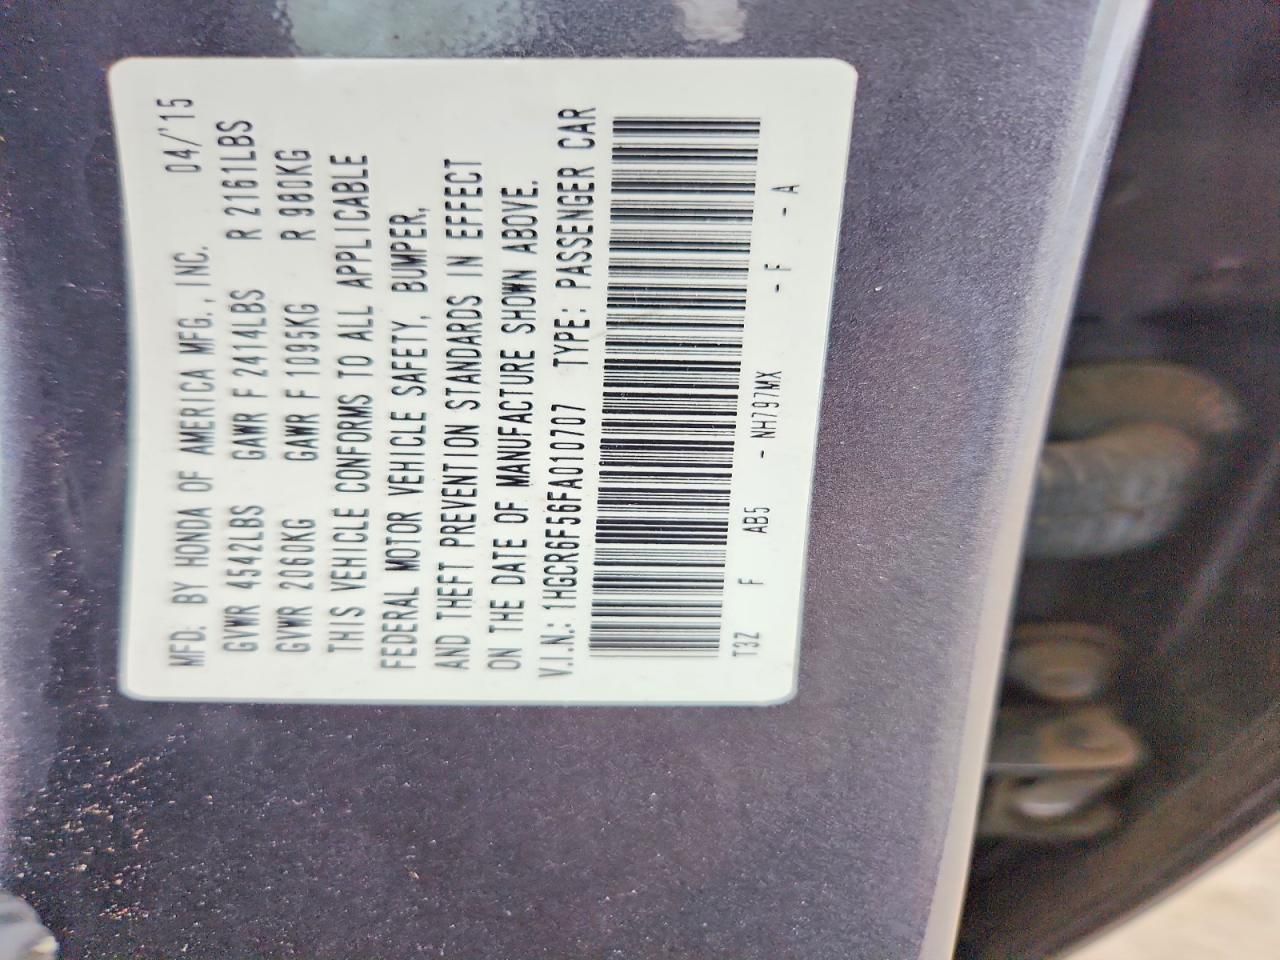 MFD. BY HONDA OF AMERICA MFG., INC. 04/'15
GVWR 4542LBS GAWR F 2414LBS R 2161LBS
GVWR 2060KG GAWR F 1095KG R 980KG
THIS VEHICLE CONFORMS TO ALL APPLICABLE
FEDERAL MOTOR VEHICLE SAFETY, BUMPER,
AND THEFT PREVENTION STANDARDS IN EFFECT
ON THE DATE OF MANUFACTURE SHOWN ABOVE.
V.I.N.: 1HGCR6F56FA010707 TYPE: PASSENGER CAR
T3Z F AB5 - NH797MX - F - A